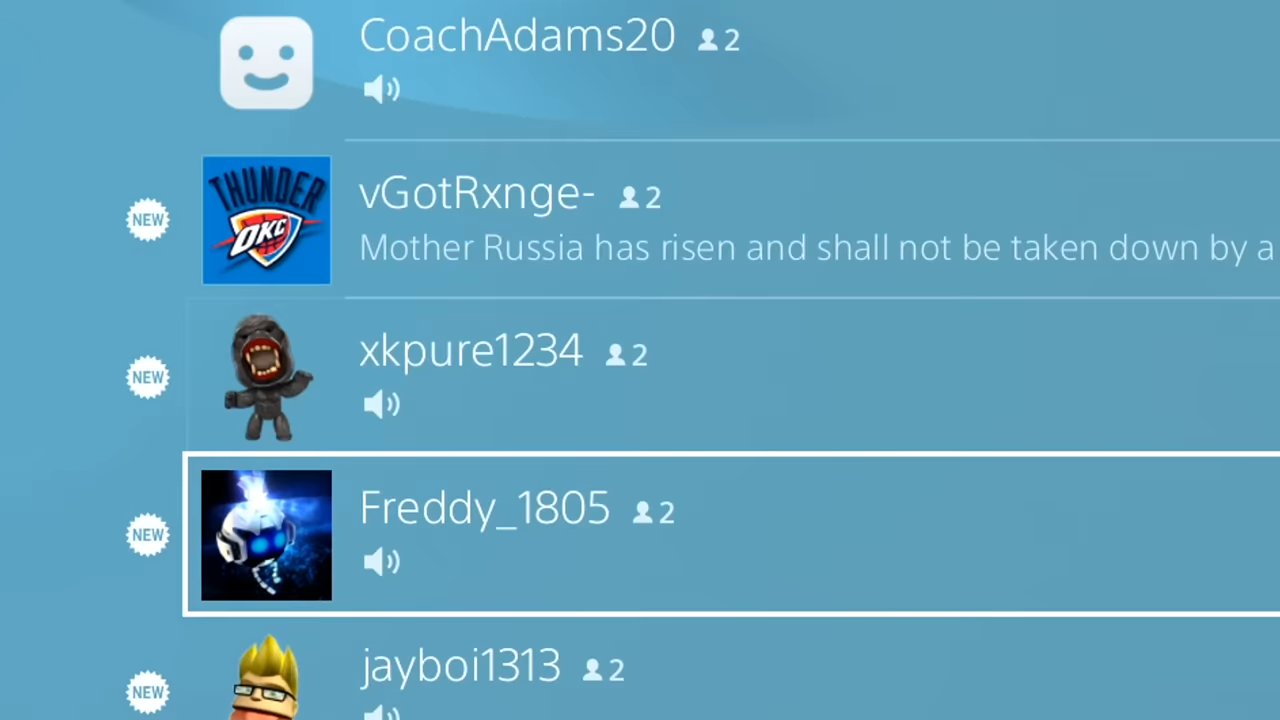 CoachAdams20 2
NEW
THUNDER
OKC
vGotRxnge- 2
Mother Russia has risen and shall not be taken down by a
NEW
xkpure1234 2
NEW
Freddy_1805 2
NEW
jayboi1313 2